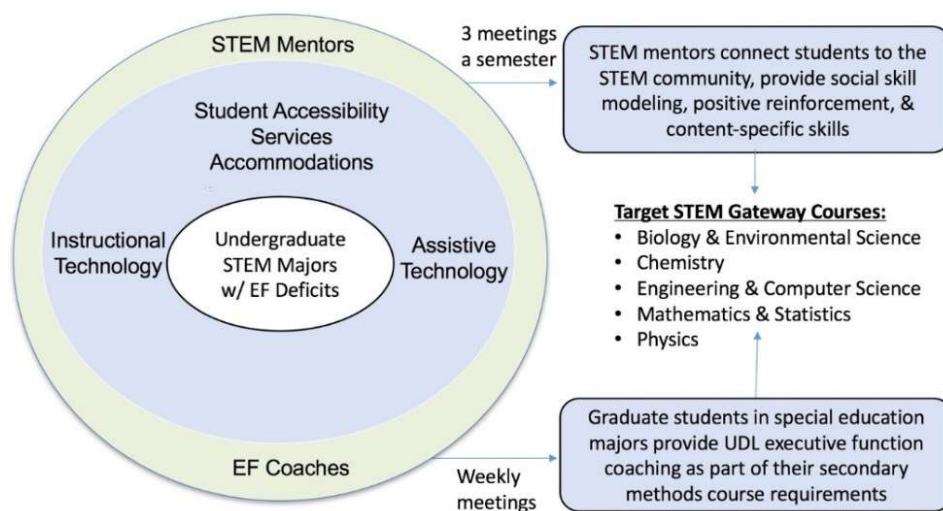 STEM Mentors
Student Accessibility
Services
Accommodations
Instructional
Technology
Undergraduate
STEM Majors
w/ EF Deficits
Assistive
Technology
EF Coaches
3 meetings
a semester
STEM mentors connect students to the
STEM community, provide social skill
modeling, positive reinforcement, &
content-specific skills
Target STEM Gateway Courses:
• Biology & Environmental Science
• Chemistry
• Engineering & Computer Science
• Mathematics & Statistics
• Physics
Weekly
meetings
Graduate students in special education
majors provide UDL executive function
coaching as part of their secondary
methods course requirements